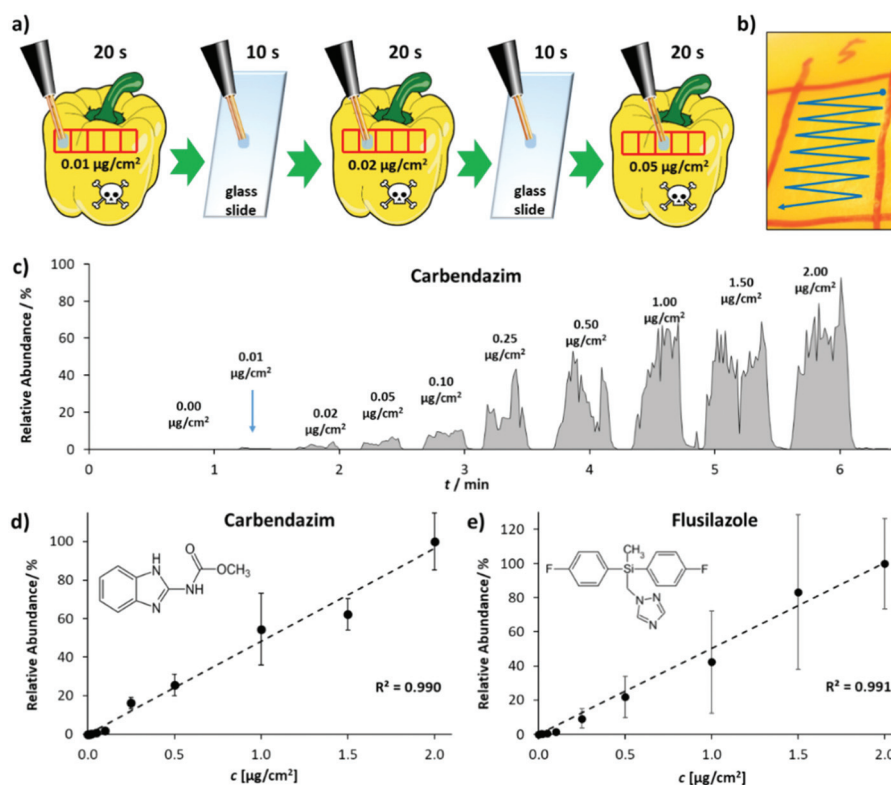 a)
20 s
10 s
20 s
10 s
20 s
0.01 µg/cm²
glass
slide
0.02 µg/cm²
glass
slide
0.05 µg/cm²
b)
5
c)
Carbendazim
Relative Abundance / %
100
80
60
40
20
0
0.00
µg/cm²
0.01
µg/cm²
0.02
µg/cm²
0.05
µg/cm²
0.10
µg/cm²
0.25
µg/cm²
0.50
µg/cm²
1.00
µg/cm²
1.50
µg/cm²
2.00
µg/cm²
0 1 2 3 4 5 6
t / min
d)
Carbendazim
Relative Abundance/ %
100
80
60
40
20
0
H
N
O
OCH₃
N
NH
R² = 0.990
0.0 0.5 1.0 1.5 2.0
c [µg/cm²]
e)
Flusilazole
Relative Abundance / %
120
100
80
60
40
20
0
CH₃
F
Si
F
N
N
N
R² = 0.991
0.0 0.5 1.0 1.5 2.0
c [µg/cm²]